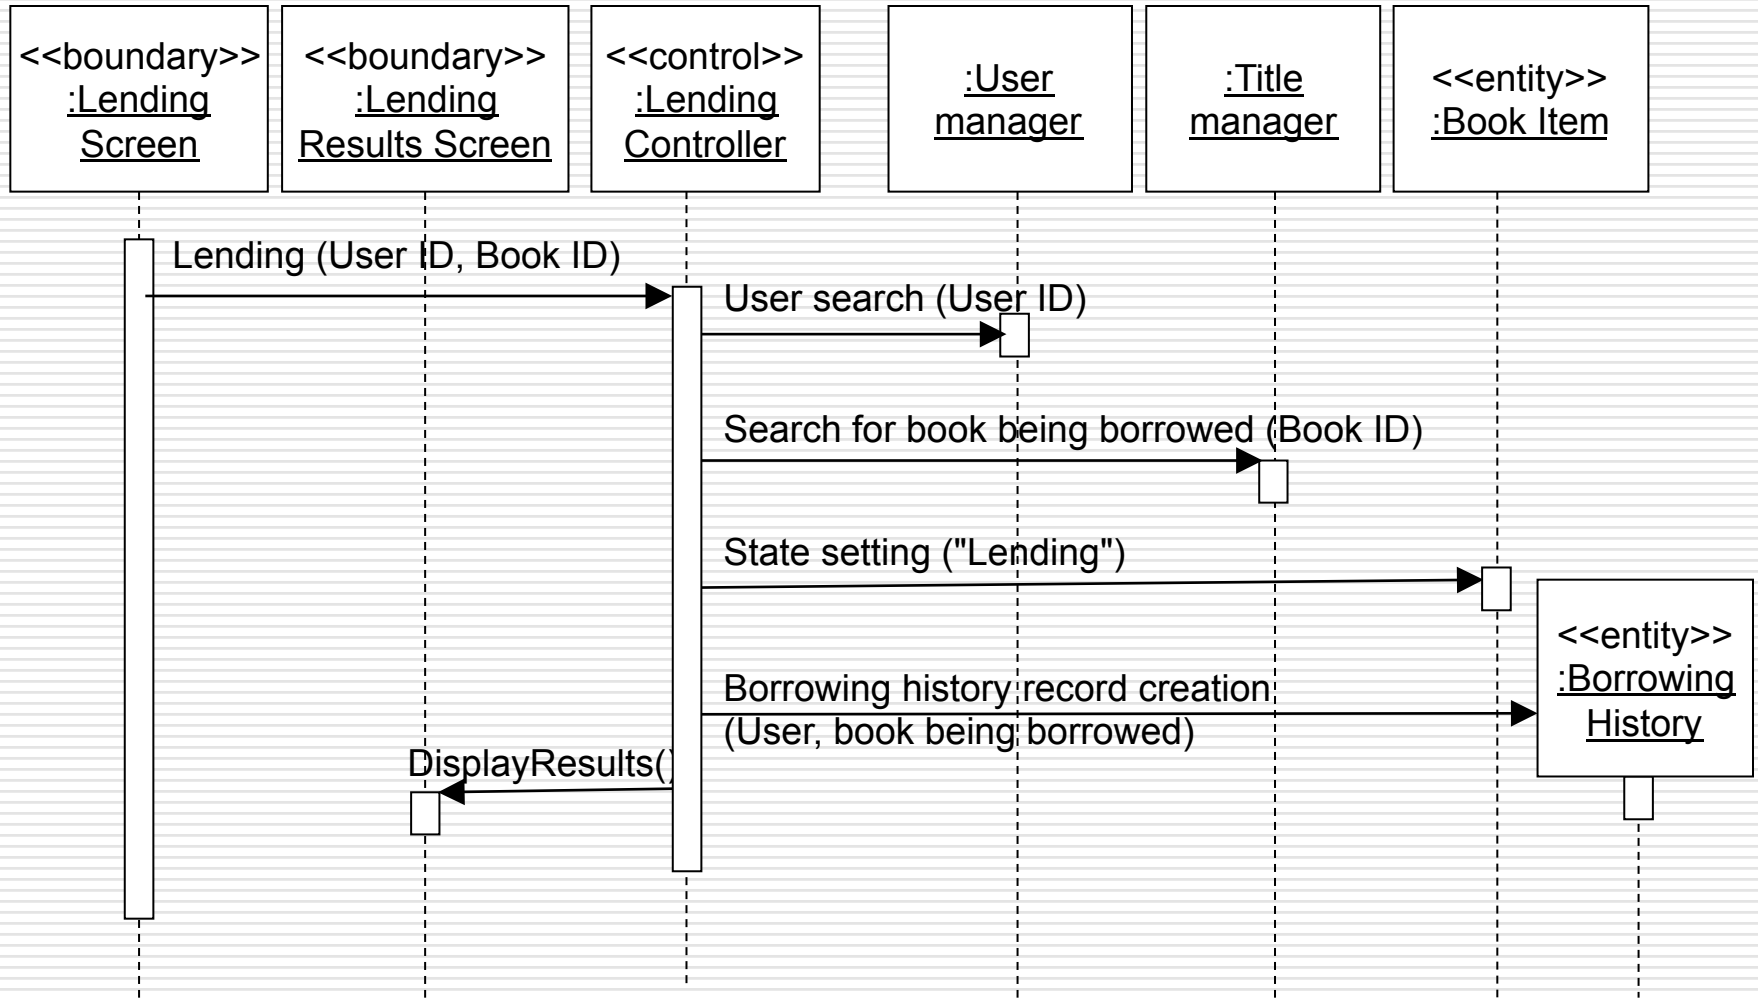 <<boundary>>
:Lending
Screen
<<boundary>>
:Lending
Results Screen
<<control>>
:Lending
Controller
:User
manager
:Title
manager
<<entity>>
:Book Item
Lending (User ID, Book ID)
User search (User ID)
Search for book being borrowed (Book ID)
State setting ("Lending")
<<entity>>
:Borrowing
History
Borrowing history record creation
(User, book being borrowed)
DisplayResults()